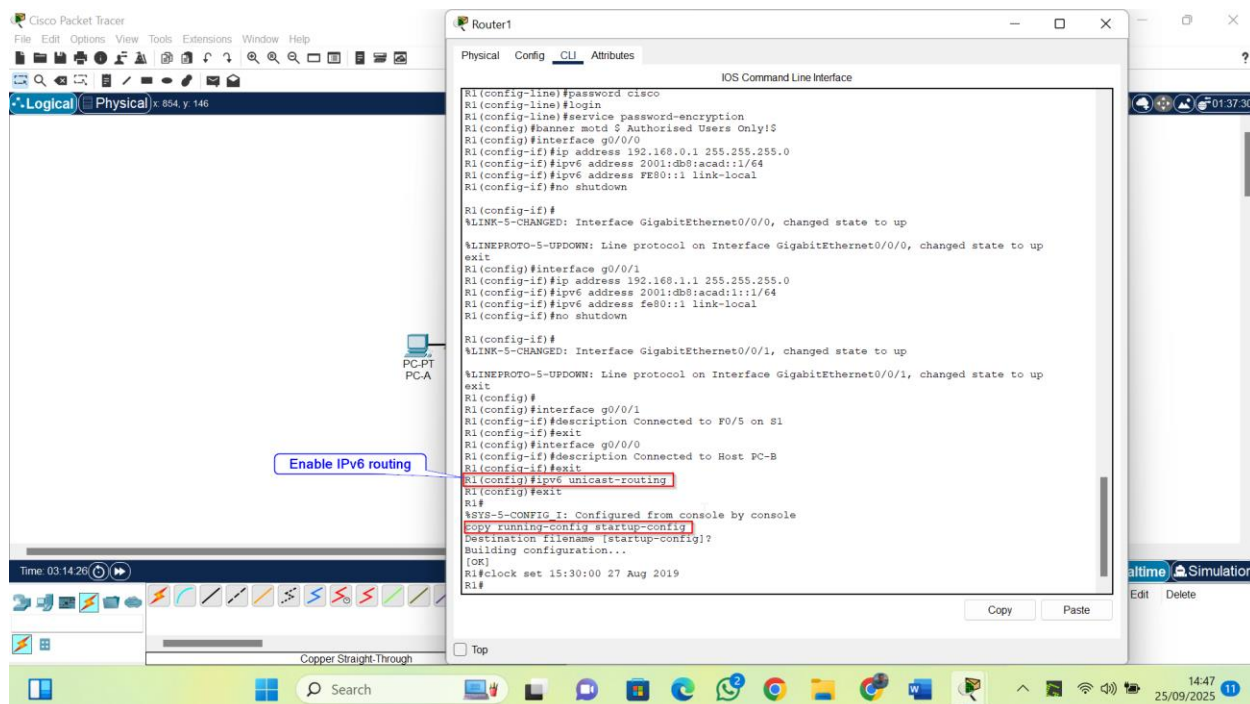 Cisco Packet Tracer
File Edit Options View Tools Extensions Window Help
Logical Physical x: 854, y: 146
01:37:30
PC-PT
PC-A
Enable IPv6 routing
Time: 03:14:26
Copper Straight-Through
Router1
Physical Config CLI Attributes
IOS Command Line Interface
R1(config-line)#password cisco
R1(config-line)#login
R1(config-line)#service password-encryption
R1(config)#banner motd $ Authorised Users Only!$
R1(config)#interface g0/0/0
R1(config-if)#ip address 192.168.0.1 255.255.255.0
R1(config-if)#ipv6 address 2001:db8:acad::1/64
R1(config-if)#ipv6 address FE80::1 link-local
R1(config-if)#no shutdown
R1(config-if)#
%LINK-5-CHANGED: Interface GigabitEthernet0/0/0, changed state to up
%LINEPROTO-5-UPDOWN: Line protocol on Interface GigabitEthernet0/0/0, changed state to up
exit
R1(config)#interface g0/0/1
R1(config-if)#ip address 192.168.1.1 255.255.255.0
R1(config-if)#ipv6 address 2001:db8:acad:1::1/64
R1(config-if)#ipv6 address fe80::1 link-local
R1(config-if)#no shutdown
R1(config-if)#
%LINK-5-CHANGED: Interface GigabitEthernet0/0/1, changed state to up
%LINEPROTO-5-UPDOWN: Line protocol on Interface GigabitEthernet0/0/1, changed state to up
exit
R1(config)#
R1(config)#interface g0/0/1
R1(config-if)#description Connected to F0/5 on S1
R1(config-if)#exit
R1(config)#interface g0/0/0
R1(config-if)#description Connected to Host PC-B
R1(config-if)#exit
R1(config)#ipv6 unicast-routing
R1(config)#exit
R1#
%SYS-5-CONFIG_I: Configured from console by console
copy running-config startup-config
Destination filename [startup-config]?
Building configuration...
[OK]
R1#clock set 15:30:00 27 Aug 2019
R1#
Copy Paste
Top
altime Simulation
Edit Delete
Search
2
14:47
25/09/2025
11